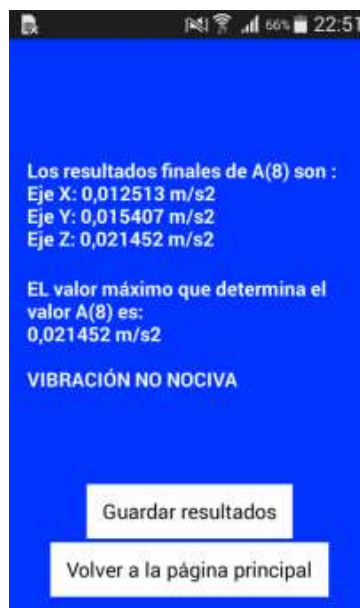 66% 22:51
Los resultados finales de A(8) son :
Eje X: 0,012513 m/s2
Eje Y: 0,015407 m/s2
Eje Z: 0,021452 m/s2
EL valor máximo que determina el
valor A(8) es:
0,021452 m/s2
VIBRACIÓN NO NOCIVA
Guardar resultados
Volver a la página principal